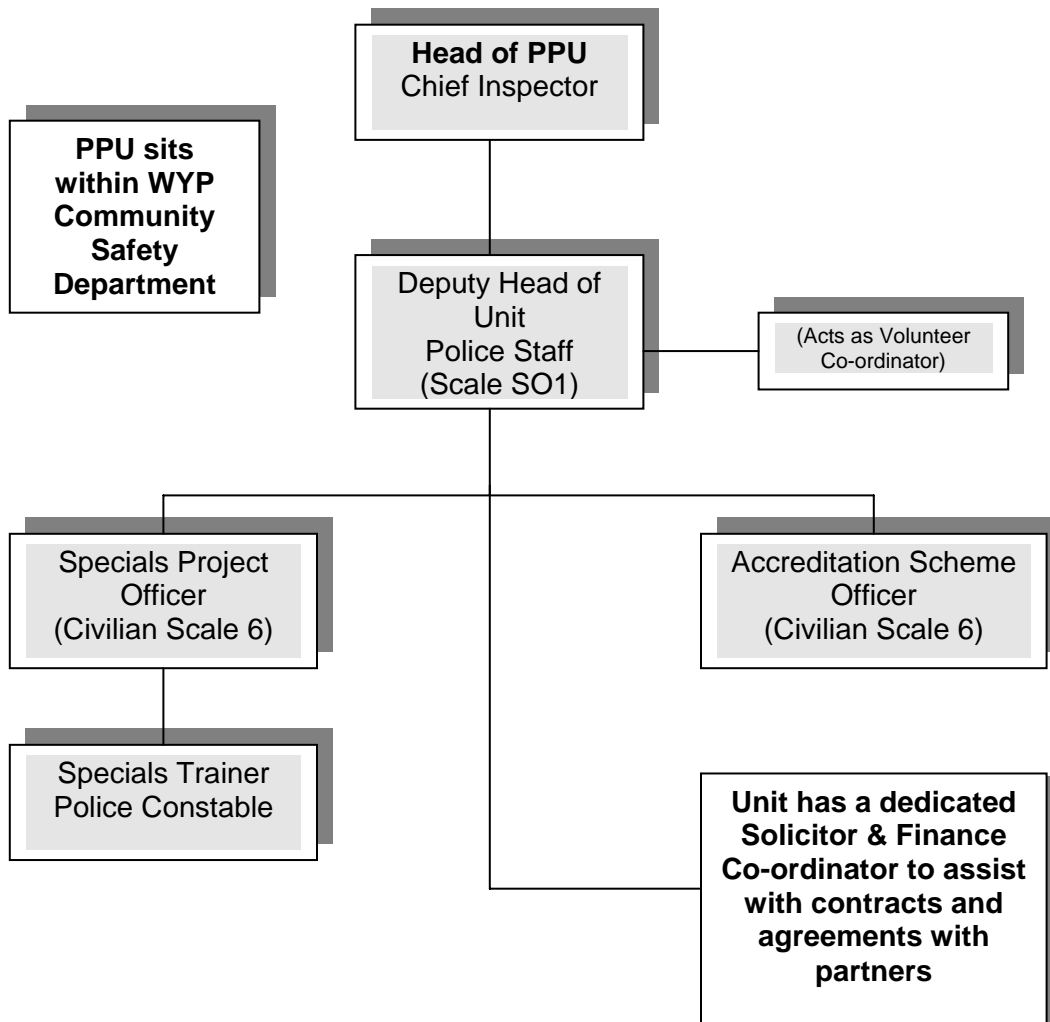 Head of PPU
Chief Inspector
PPU sits
within WYP
Community
Safety
Department
Deputy Head of
Unit
Police Staff
(Scale SO1)
(Acts as Volunteer
Co-ordinator)
Specials Project
Officer
(Civilian Scale 6)
Accreditation Scheme
Officer
(Civilian Scale 6)
Specials Trainer
Police Constable
Unit has a dedicated
Solicitor & Finance
Co-ordinator to assist
with contracts and
agreements with
partners